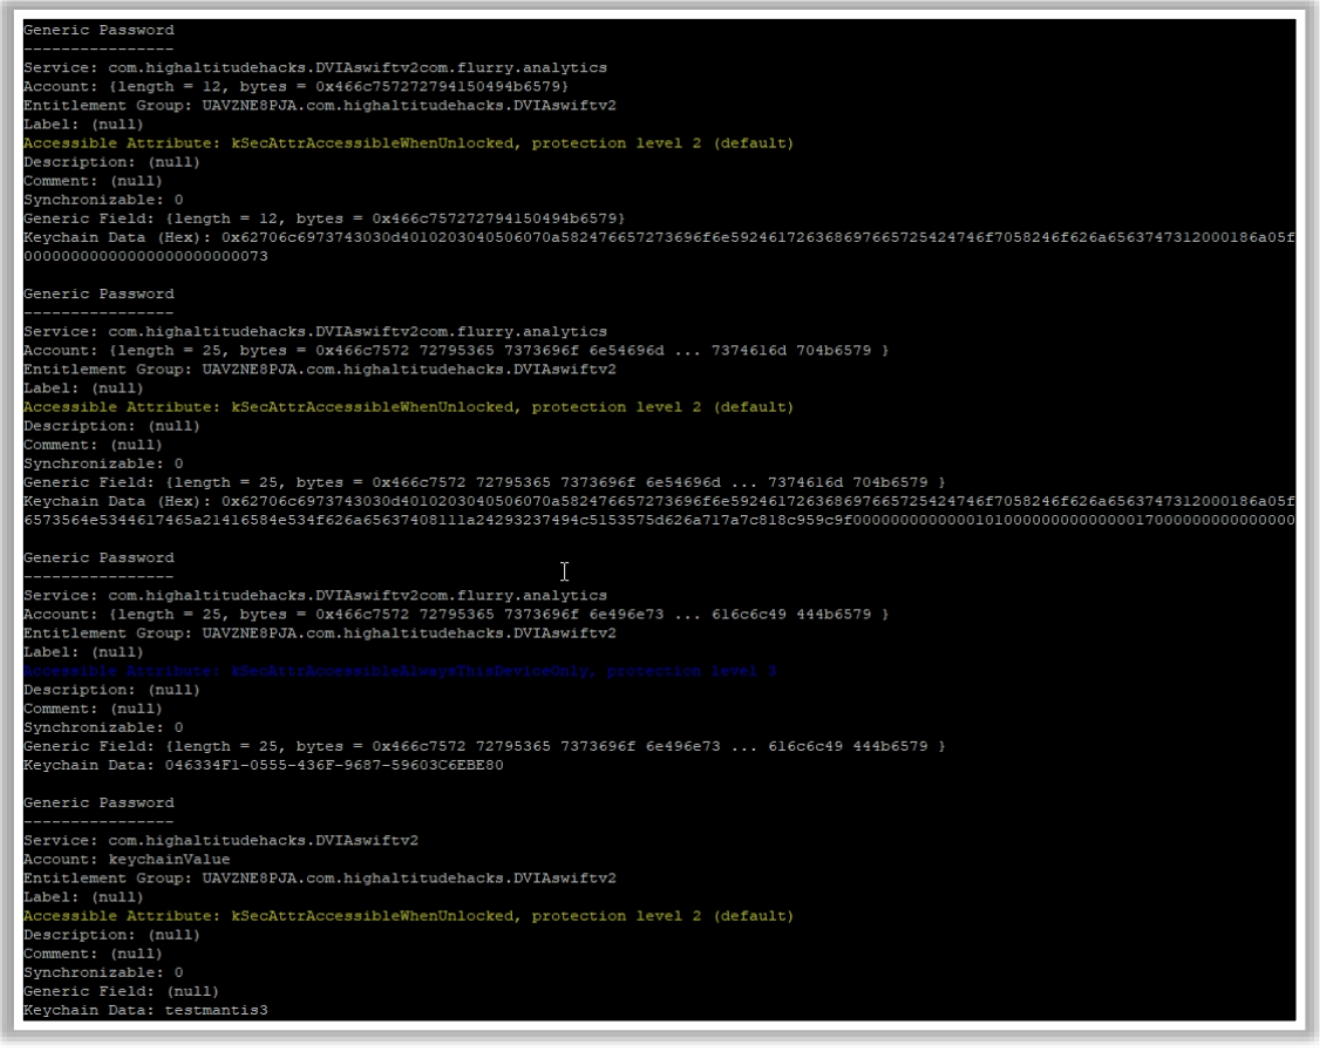 Generic Password
----------------
Service: com.highaltitudehacks.DVIAswiftv2com.flurry.analytics
Account: {length = 12, bytes = 0x466c757272794150494b6579}
Entitlement Group: UAVZNE8PJA.com.highaltitudehacks.DVIAswiftv2
Label: (null)
Accessible Attribute: kSecAttrAccessibleWhenUnlocked, protection level 2 (default)
Description: (null)
Comment: (null)
Synchronizable: 0
Generic Field: {length = 12, bytes = 0x466c757272794150494b6579}
Keychain Data (Hex): 0x62706c6973743030d4010203040506070a582476657273696f6e592461726368697665725424746f7058246f626a6563747312000186a05f
00000000000000000000000073

Generic Password
----------------
Service: com.highaltitudehacks.DVIAswiftv2com.flurry.analytics
Account: {length = 25, bytes = 0x466c7572 72795365 7373696f 6e54696d ... 7374616d 704b6579 }
Entitlement Group: UAVZNE8PJA.com.highaltitudehacks.DVIAswiftv2
Label: (null)
Accessible Attribute: kSecAttrAccessibleWhenUnlocked, protection level 2 (default)
Description: (null)
Comment: (null)
Synchronizable: 0
Generic Field: {length = 25, bytes = 0x466c7572 72795365 7373696f 6e54696d ... 7374616d 704b6579 }
Keychain Data (Hex): 0x62706c6973743030d4010203040506070a582476657273696f6e592461726368697665725424746f7058246f626a6563747312000186a05f
6573564e5344617465a21416584e534f626a65637408111a24293237494c5153575d626a717a7c818c959c9f0000000000000101000000000000001700000000000000

Generic Password
----------------
Service: com.highaltitudehacks.DVIAswiftv2com.flurry.analytics
Account: {length = 25, bytes = 0x466c7572 72795365 7373696f 6e496e73 ... 616c6c49 444b6579 }
Entitlement Group: UAVZNE8PJA.com.highaltitudehacks.DVIAswiftv2
Label: (null)
Accessible Attribute: kSecAttrAccessibleAlwaysThisDeviceOnly, protection level 3
Description: (null)
Comment: (null)
Synchronizable: 0
Generic Field: {length = 25, bytes = 0x466c7572 72795365 7373696f 6e496e73 ... 616c6c49 444b6579 }
Keychain Data: 046334F1-0555-436F-9687-59603C6EBE80

Generic Password
----------------
Service: com.highaltitudehacks.DVIAswiftv2
Account: keychainValue
Entitlement Group: UAVZNE8PJA.com.highaltitudehacks.DVIAswiftv2
Label: (null)
Accessible Attribute: kSecAttrAccessibleWhenUnlocked, protection level 2 (default)
Description: (null)
Comment: (null)
Synchronizable: 0
Generic Field: (null)
Keychain Data: testmantis3